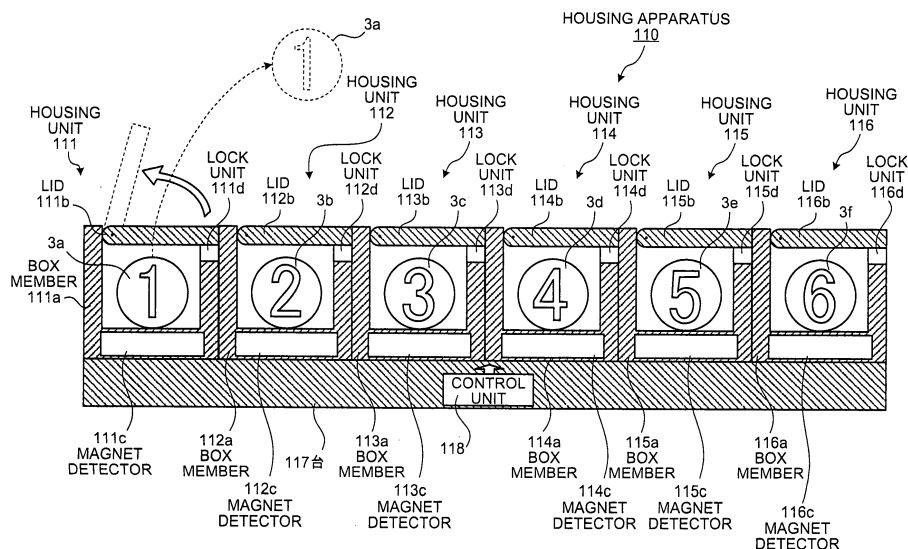 3a
HOUSING APPARATUS
110
HOUSING
UNIT
111
HOUSING
UNIT
112
HOUSING
UNIT
113
HOUSING
UNIT
114
HOUSING
UNIT
115
HOUSING
UNIT
116
LID
111b
LOCK
UNIT
111d
LID
112b
3b
LOCK
UNIT
112d
LID
113b
3c
LOCK
UNIT
113d
LID
114b
3d
LOCK
UNIT
114d
LID
115b
3e
LOCK
UNIT
115d
LID
116b
3f
LOCK
UNIT
116d
3a
BOX
MEMBER
111a
1
1
2
3
4
5
6
CONTROL
UNIT
118
111c
MAGNET
DETECTOR
112a
BOX
MEMBER
112c
MAGNET
DETECTOR
117台
113a
BOX
MEMBER
113c
MAGNET
DETECTOR
114a
BOX
MEMBER
114c
MAGNET
DETECTOR
115a
BOX
MEMBER
115c
MAGNET
DETECTOR
116a
BOX
MEMBER
116c
MAGNET
DETECTOR